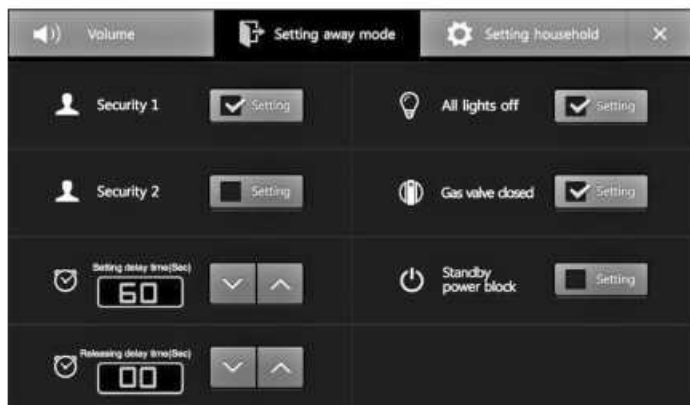 Volume
Setting away mode
Setting household
Security 1
Setting
All lights off
Setting
Security 2
Setting
Gas valve closed
Setting
Setting delay time(Sec)
60
Standby
power block
Setting
Releasing delay time(Sec)
00